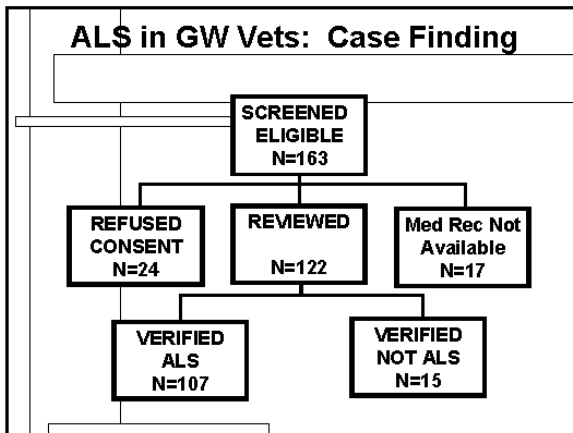 ALS in GW Vets: Case Finding
SCREENED
ELIGIBLE
N=163
REFUSED
CONSENT
N=24
REVIEWED
N=122
Med Rec Not
Available
N=17
VERIFIED
ALS
N=107
VERIFIED
NOT ALS
N=15